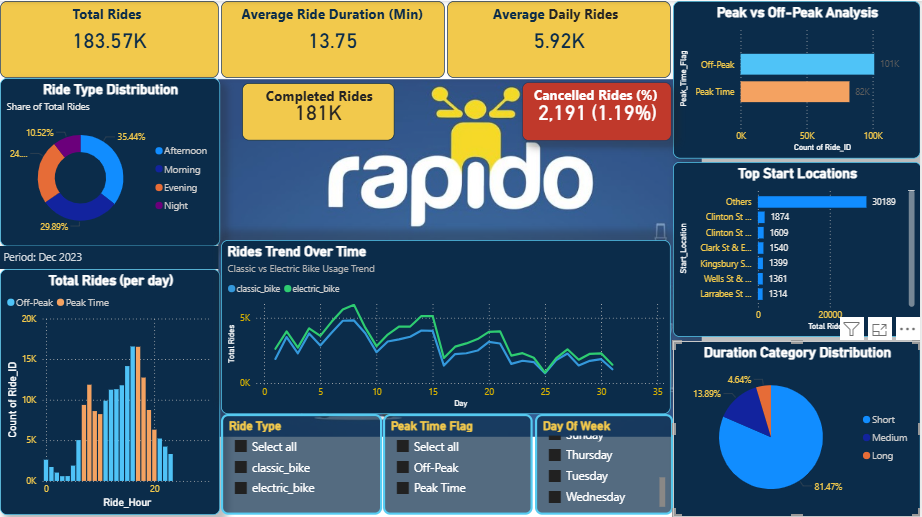 Total Rides
183.57K
Average Ride Duration (Min)
13.75
Average Daily Rides
5.92K
Peak vs Off-Peak Analysis
Peak_Time_Flag
Off-Peak
101K
Peak Time
82K
0K
50K
100K
Count of Ride_ID
Ride Type Distribution
Share of Total Rides
10.52%
35.44%
24....
29.89%
Afternoon
Morning
Evening
Night
Completed Rides
181K
Cancelled Rides (%)
2,191 (1.19%)
rapido
Top Start Locations
Start_Location
Others
30189
Clinton St ...
1874
Clinton St ...
1609
Clark St & E...
1540
Kingsbury S...
1399
Wells St & ...
1361
Larrabee St ...
1314
0
20000
Total Rid
Period: Dec 2023
Total Rides (per day)
Off-Peak
Peak Time
Count of Ride_ID
20K
15K
10K
5K
0K
0
20
Ride_Hour
Rides Trend Over Time
Classic vs Electric Bike Usage Trend
classic_bike
electric_bike
Total Rides
5K
0K
0
5
10
15
20
25
30
35
Day
Ride Type
Select all
classic_bike
electric_bike
Peak Time Flag
Select all
Off-Peak
Peak Time
Day Of Week
Sunday
Thursday
Tuesday
Wednesday
Duration Category Distribution
4.64%
13.89%
81.47%
Short
Medium
Long